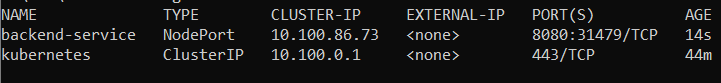 NAME TYPE CLUSTER-IP EXTERNAL-IP PORT(S) AGE
backend-service NodePort 10.100.86.73 <none> 8080:31479/TCP 14s
kubernetes ClusterIP 10.100.0.1 <none> 443/TCP 44m